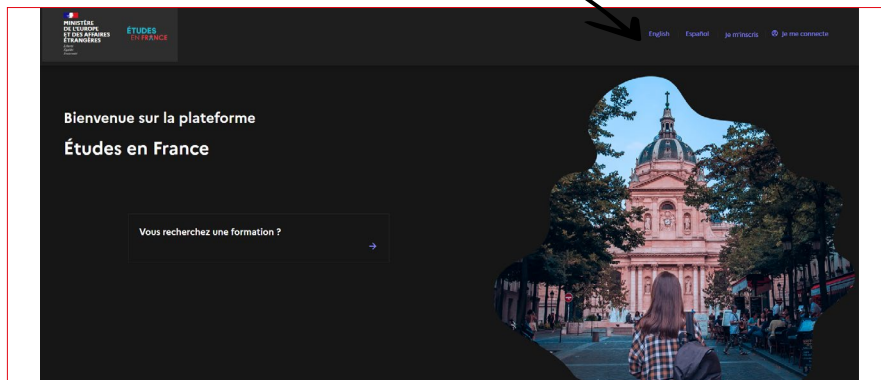 MINISTÈRE
DE L'EUROPE
ET DES AFFAIRES
ÉTRANGÈRES
ÉTUDES
EN FRANCE
English Español Je m'inscris Je me connecte
Bienvenue sur la plateforme
Études en France
Vous recherchez une formation ?